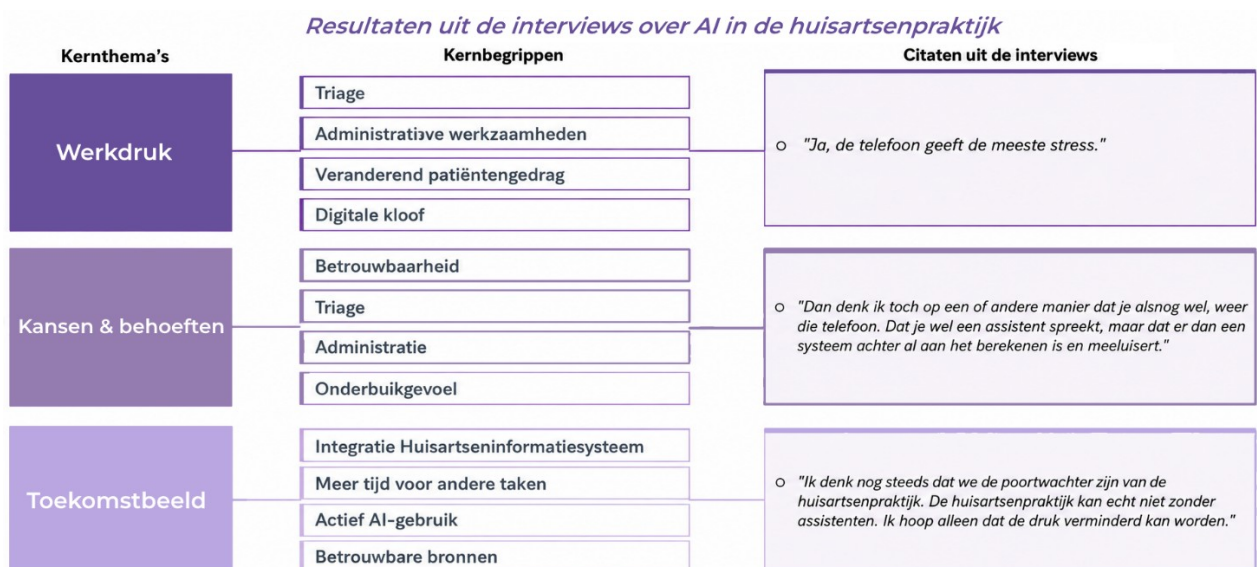 Resultaten uit de interviews over AI in de huisartsenpraktijk
Kernthema's
Kernbegrippen
Citaten uit de interviews
Werkdruk
Triage
Administratieve werkzaamheden
Veranderend patiëntengedrag
Digitale kloof
"Ja, de telefoon geeft de meeste stress."
Kansen & behoeften
Betrouwbaarheid
Triage
Administratie
Onderbuikgevoel
"Dan denk ik toch op een of andere manier dat je alsnog wel, weer
die telefoon. Dat je wel een assistent spreekt, maar dat er dan een
systeem achter al aan het berekenen is en meeluisert."
Toekomstbeeld
Integratie Huisartseninformatiesysteem
Meer tijd voor andere taken
Actief AI-gebruik
Betrouwbare bronnen
"Ik denk nog steeds dat we de poortwachter zijn van de
huisartsenpraktijk. De huisartsenpraktijk kan echt niet zonder
assistenten. Ik hoop alleen dat de druk verminderd kan worden."